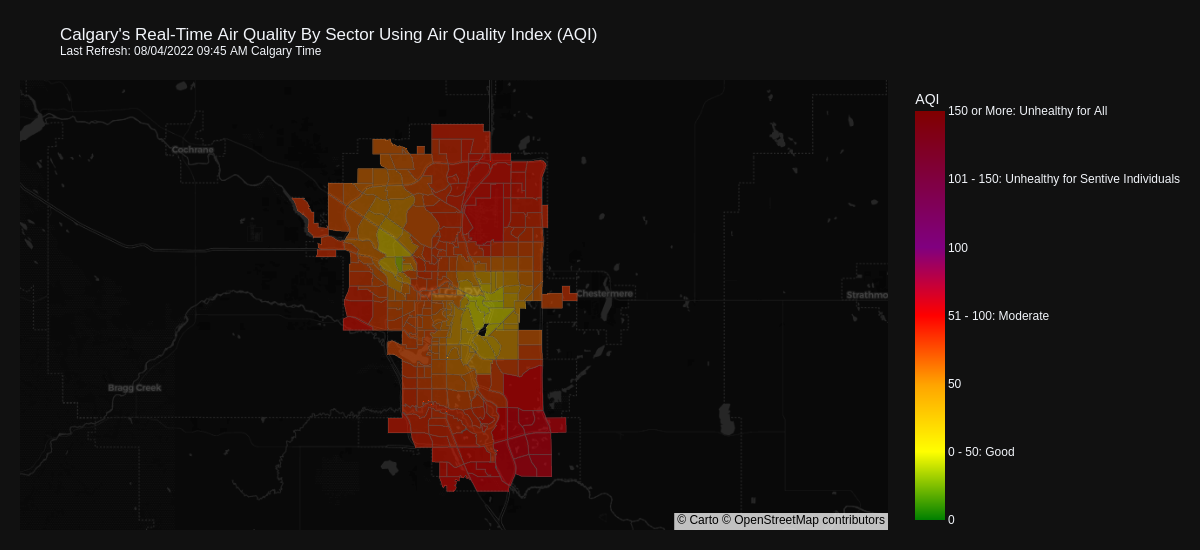 Calgary's Real-Time Air Quality By Sector Using Air Quality Index (AQI)
Last Refresh: 08/04/2022 09:45 AM Calgary Time
AQI
150 or More: Unhealthy for All
Cochrane
101 - 150: Unhealthy for Sentive Individuals
100
CALGARY
Chestermere
Strathmo
51 - 100: Moderate
Bragg Creek
50
0 - 50: Good
© Carto © OpenStreetMap contributors
0